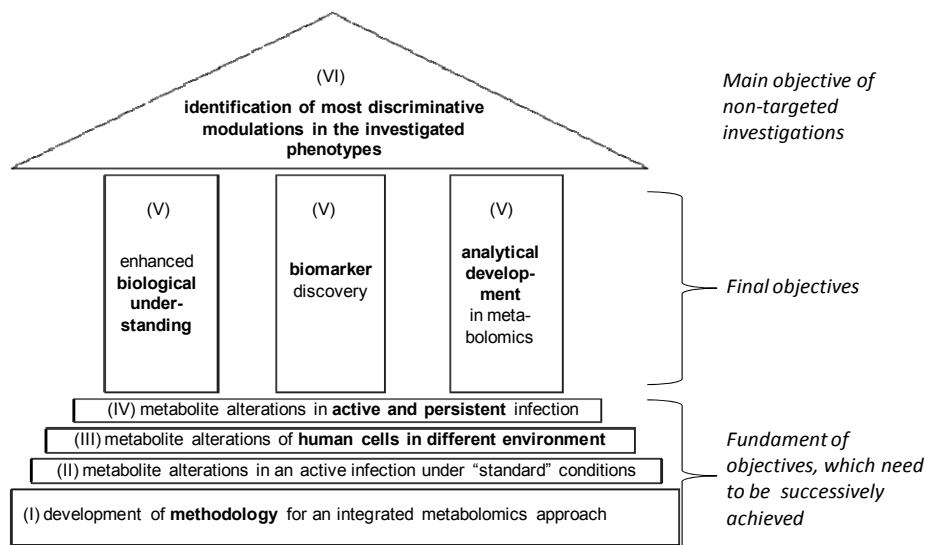 (VI)
identification of most discriminative
modulations in the investigated
phenotypes
Main objective of
non-targeted
investigations
(V)
enhanced
biological
under-
standing
(V)
biomarker
discovery
(V)
analytical
develop-
ment
in meta-
bolomics
Final objectives
(IV) metabolite alterations in active and persistent infection
(III) metabolite alterations of human cells in different environment
(II) metabolite alterations in an active infection under “standard” conditions
(I) development of methodology for an integrated metabolomics approach
Fundament of
objectives, which need
to be successively
achieved